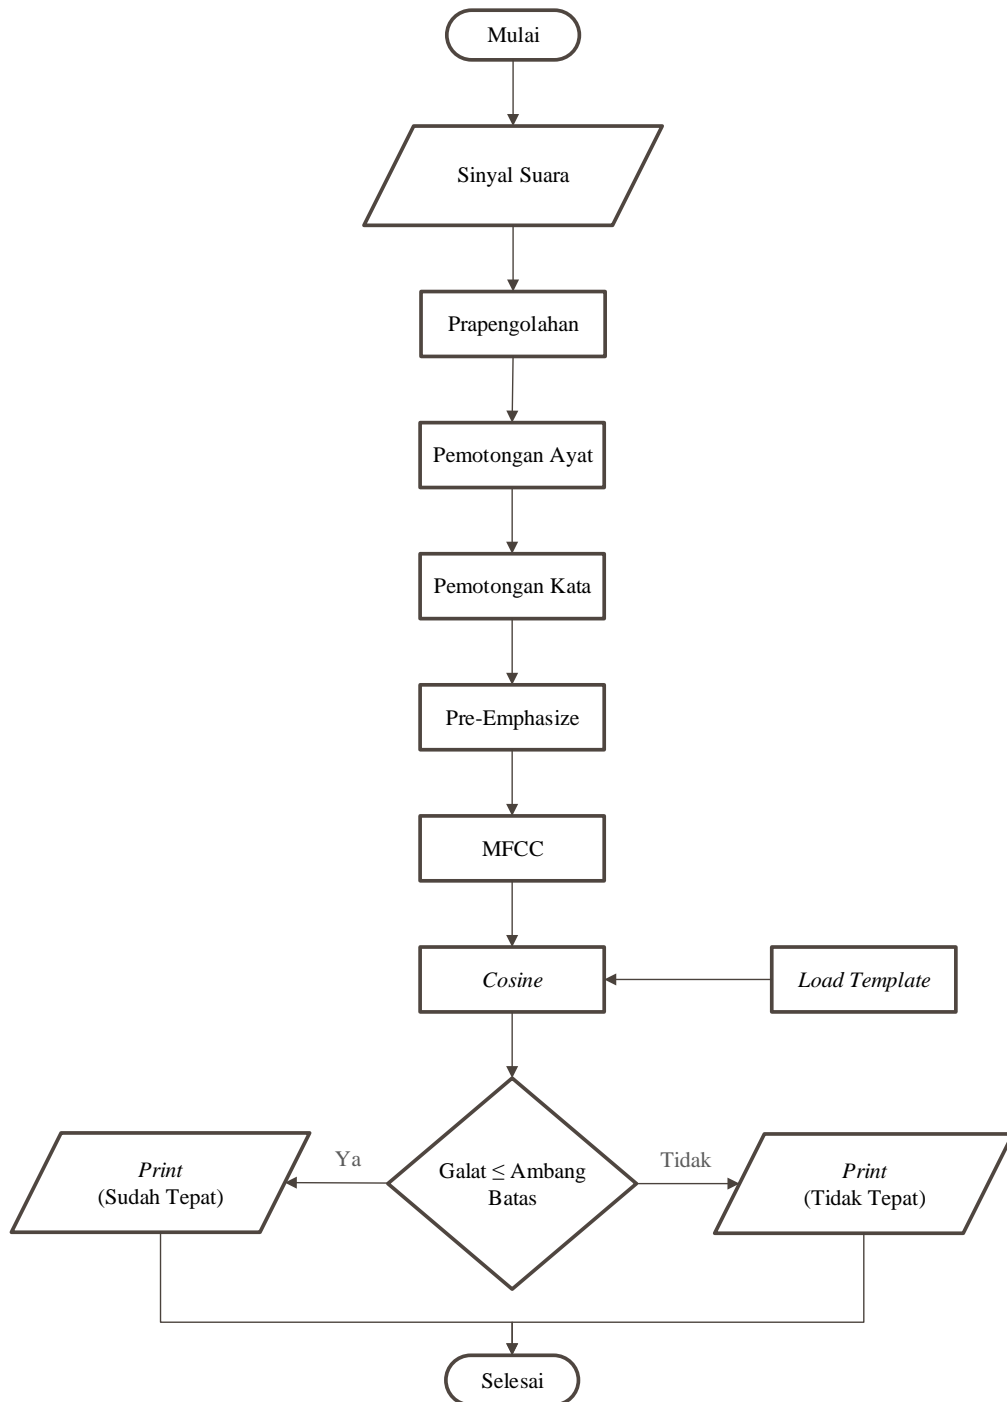 Mulai
Sinyal Suara
Prapengolahan
Pemotongan Ayat
Pemotongan Kata
Pre-Emphasize
MFCC
Cosine
Load Template
Galat ≤ Ambang
Batas
Ya
Print
(Sudah Tepat)
Tidak
Print
(Tidak Tepat)
Selesai